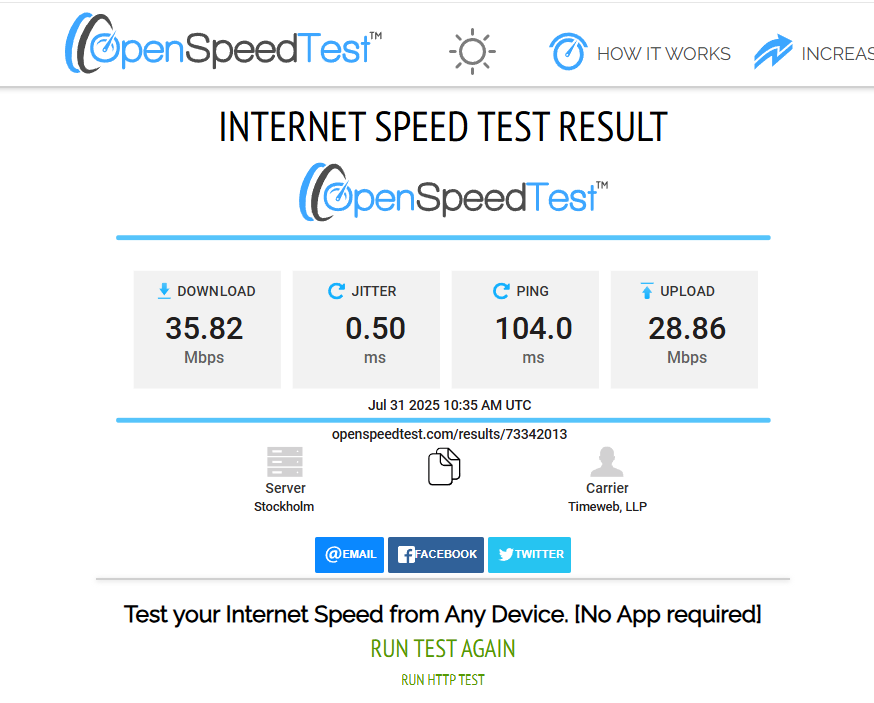 OpenSpeedTest™
HOW IT WORKS
INCREAS
INTERNET SPEED TEST RESULT
OpenSpeedTest™
DOWNLOAD JITTER PING UPLOAD
35.82 0.50 104.0 28.86
Mbps ms ms Mbps
Jul 31 2025 10:35 AM UTC
openspeedtest.com/results/73342013
Server Carrier
Stockholm Timeweb, LLP
@EMAIL FACEBOOK TWITTER
Test your Internet Speed from Any Device. [No App required]
RUN TEST AGAIN
RUN HTTP TEST